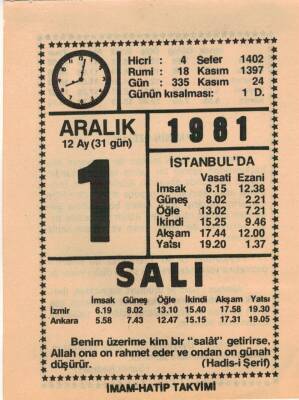 Hicri : 4 Sefer 1402
Rumi : 18 Kasım 1397
Gün : 335 Kasım 24
Günün kısalması: 1 D.
ARALIK
12 Ay (31 gün)
1981
1
İSTANBUL'DA
Vasati Ezani
İmsak 6.15 12.38
Güneş 8.02 2.21
Öğle 13.02 7.21
İkindi 15.25 9.46
Akşam 17.44 12.00
Yatsı 19.20 1.37
SALI
İmsak Güneş Öğle İkindi Akşam Yatsı
İzmir 6.19 8.02 13.10 15.40 17.58 19.30
Ankara 5.58 7.43 12.47 15.15 17.31 19.05
Benim üzerime kim bir "salât" getirirse,
Allah ona on rahmet eder ve ondan on günah
düşürür. (Hadis-i Şerif)
İMAM-HATİP TAKVİMİ